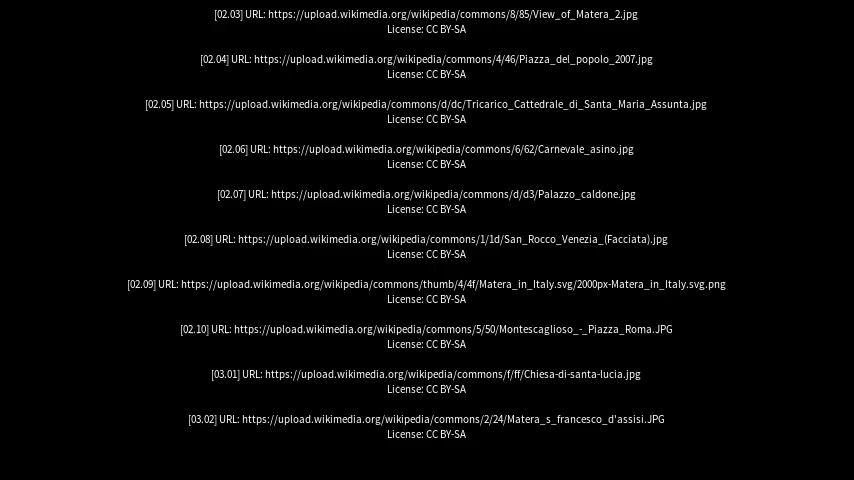 [02.03] URL: https://upload.wikimedia.org/wikipedia/commons/8/85/View_of_Matera_2.jpg
License: CC BY-SA
[02.04] URL: https://upload.wikimedia.org/wikipedia/commons/4/46/Piazza_del_popolo_2007.jpg
License: CC BY-SA
[02.05] URL: https://upload.wikimedia.org/wikipedia/commons/d/dc/Tricarico_Cattedrale_di_Santa_Maria_Assunta.jpg
License: CC BY-SA
[02.06] URL: https://upload.wikimedia.org/wikipedia/commons/6/62/Carnevale_asino.jpg
License: CC BY-SA
[02.07] URL: https://upload.wikimedia.org/wikipedia/commons/d/d3/Palazzo_caldone.jpg
License: CC BY-SA
[02.08] URL: https://upload.wikimedia.org/wikipedia/commons/1/1d/San_Rocco_Venezia_(Facciata).jpg
License: CC BY-SA
[02.09] URL: https://upload.wikimedia.org/wikipedia/commons/thumb/4/4f/Matera_in_Italy.svg/2000px-Matera_in_Italy.svg.png
License: CC BY-SA
[02.10] URL: https://upload.wikimedia.org/wikipedia/commons/5/50/Montescaglioso_-_Piazza_Roma.JPG
License: CC BY-SA
[03.01] URL: https://upload.wikimedia.org/wikipedia/commons/f/ff/Chiesa-di-santa-lucia.jpg
License: CC BY-SA
[03.02] URL: https://upload.wikimedia.org/wikipedia/commons/2/24/Matera_s_francesco_d'assisi.JPG
License: CC BY-SA